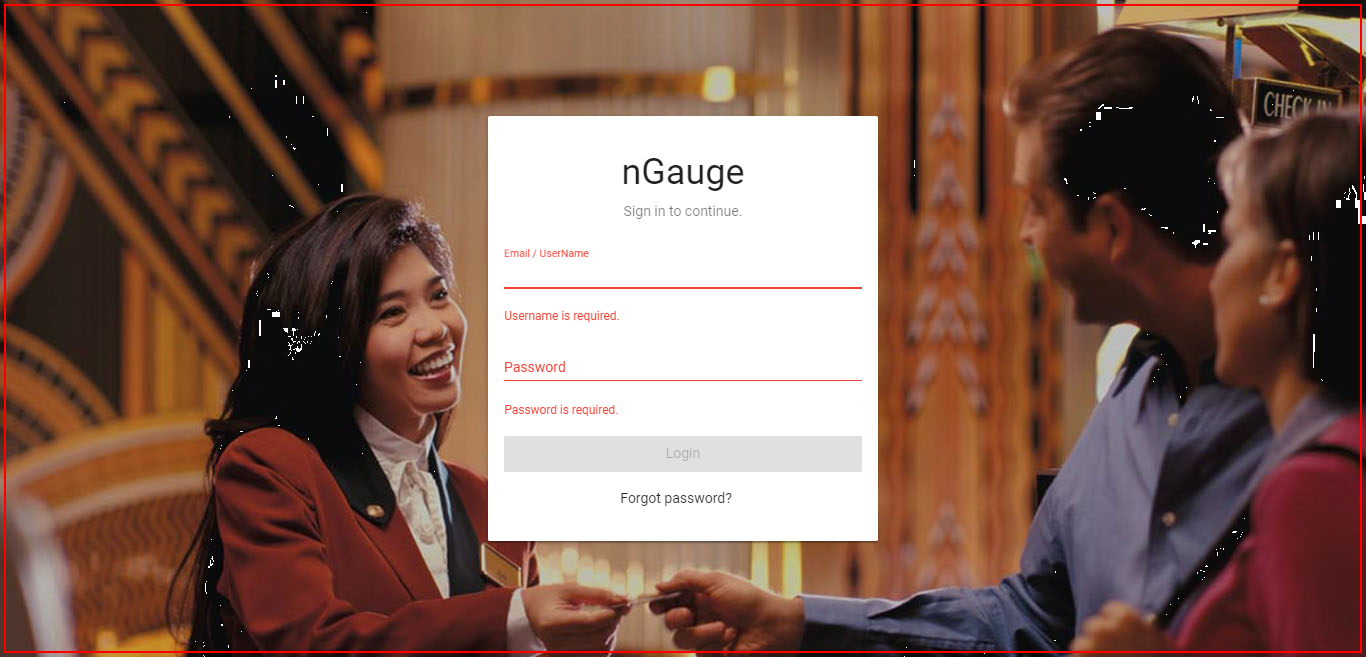 CHECK IN
nGauge
Sign in to continue.
Email / UserName
Username is required.
Password
Password is required.
Login
Forgot password?